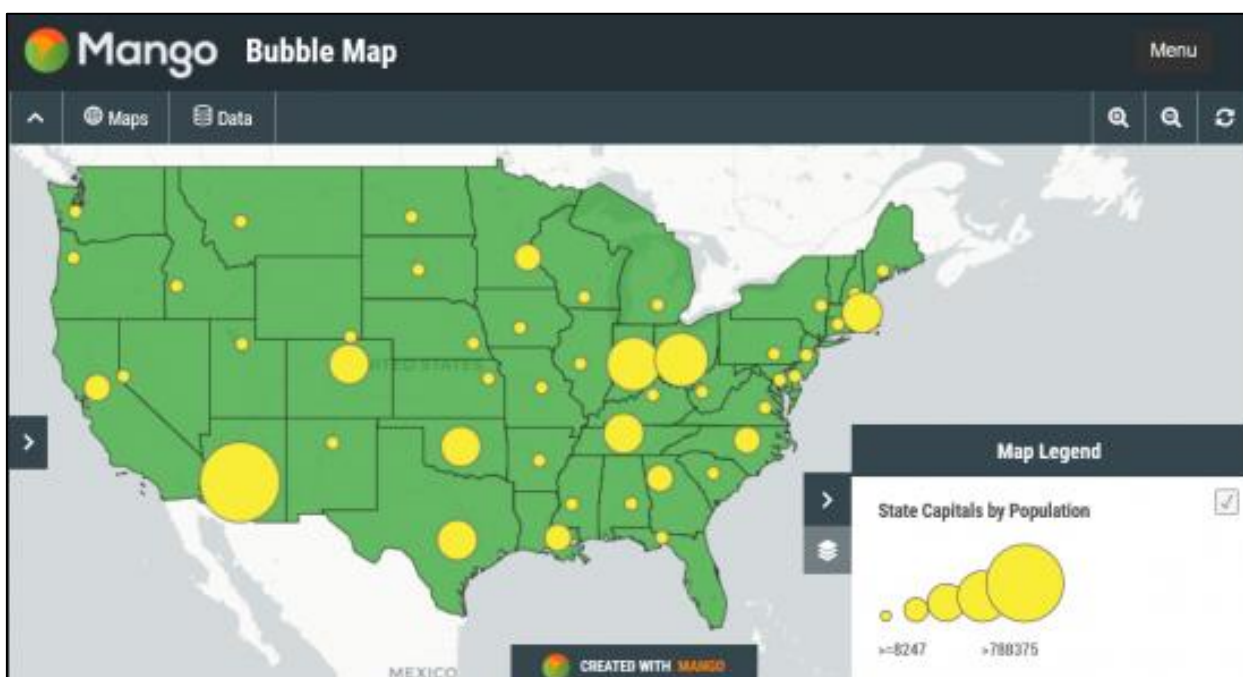 Mango Bubble Map
Menu
Maps
Data
UNITED STATES
MEXICO
Map Legend
State Capitals by Population
>=8247
>788375
CREATED WITH MANGO